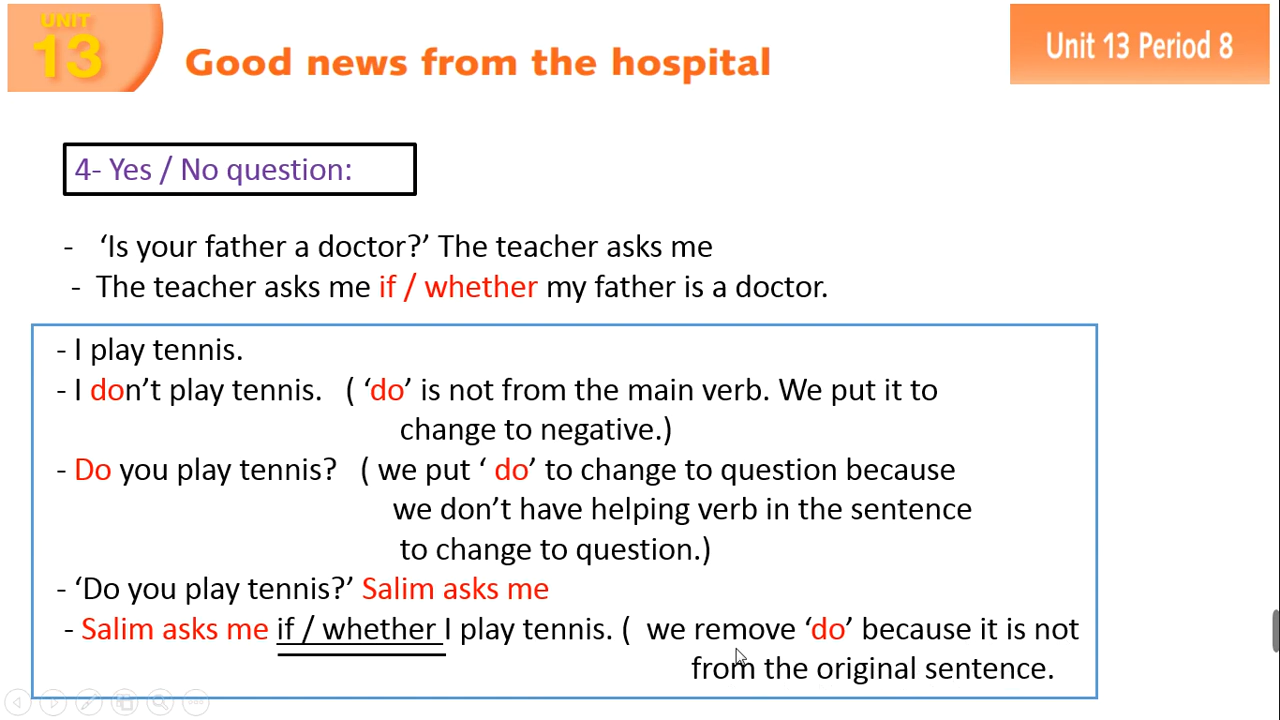 UNIT
13
Good news from the hospital
Unit 13 Period 8
4- Yes / No question:
- ‘Is your father a doctor?’ The teacher asks me
- The teacher asks me if / whether my father is a doctor.
- I play tennis.
- I don’t play tennis. ( ‘do’ is not from the main verb. We put it to
change to negative.)
- Do you play tennis? ( we put ‘ do’ to change to question because
we don’t have helping verb in the sentence
to change to question.)
- ‘Do you play tennis?’ Salim asks me
- Salim asks me if / whether I play tennis. ( we remove ‘do’ because it is not
from the original sentence.